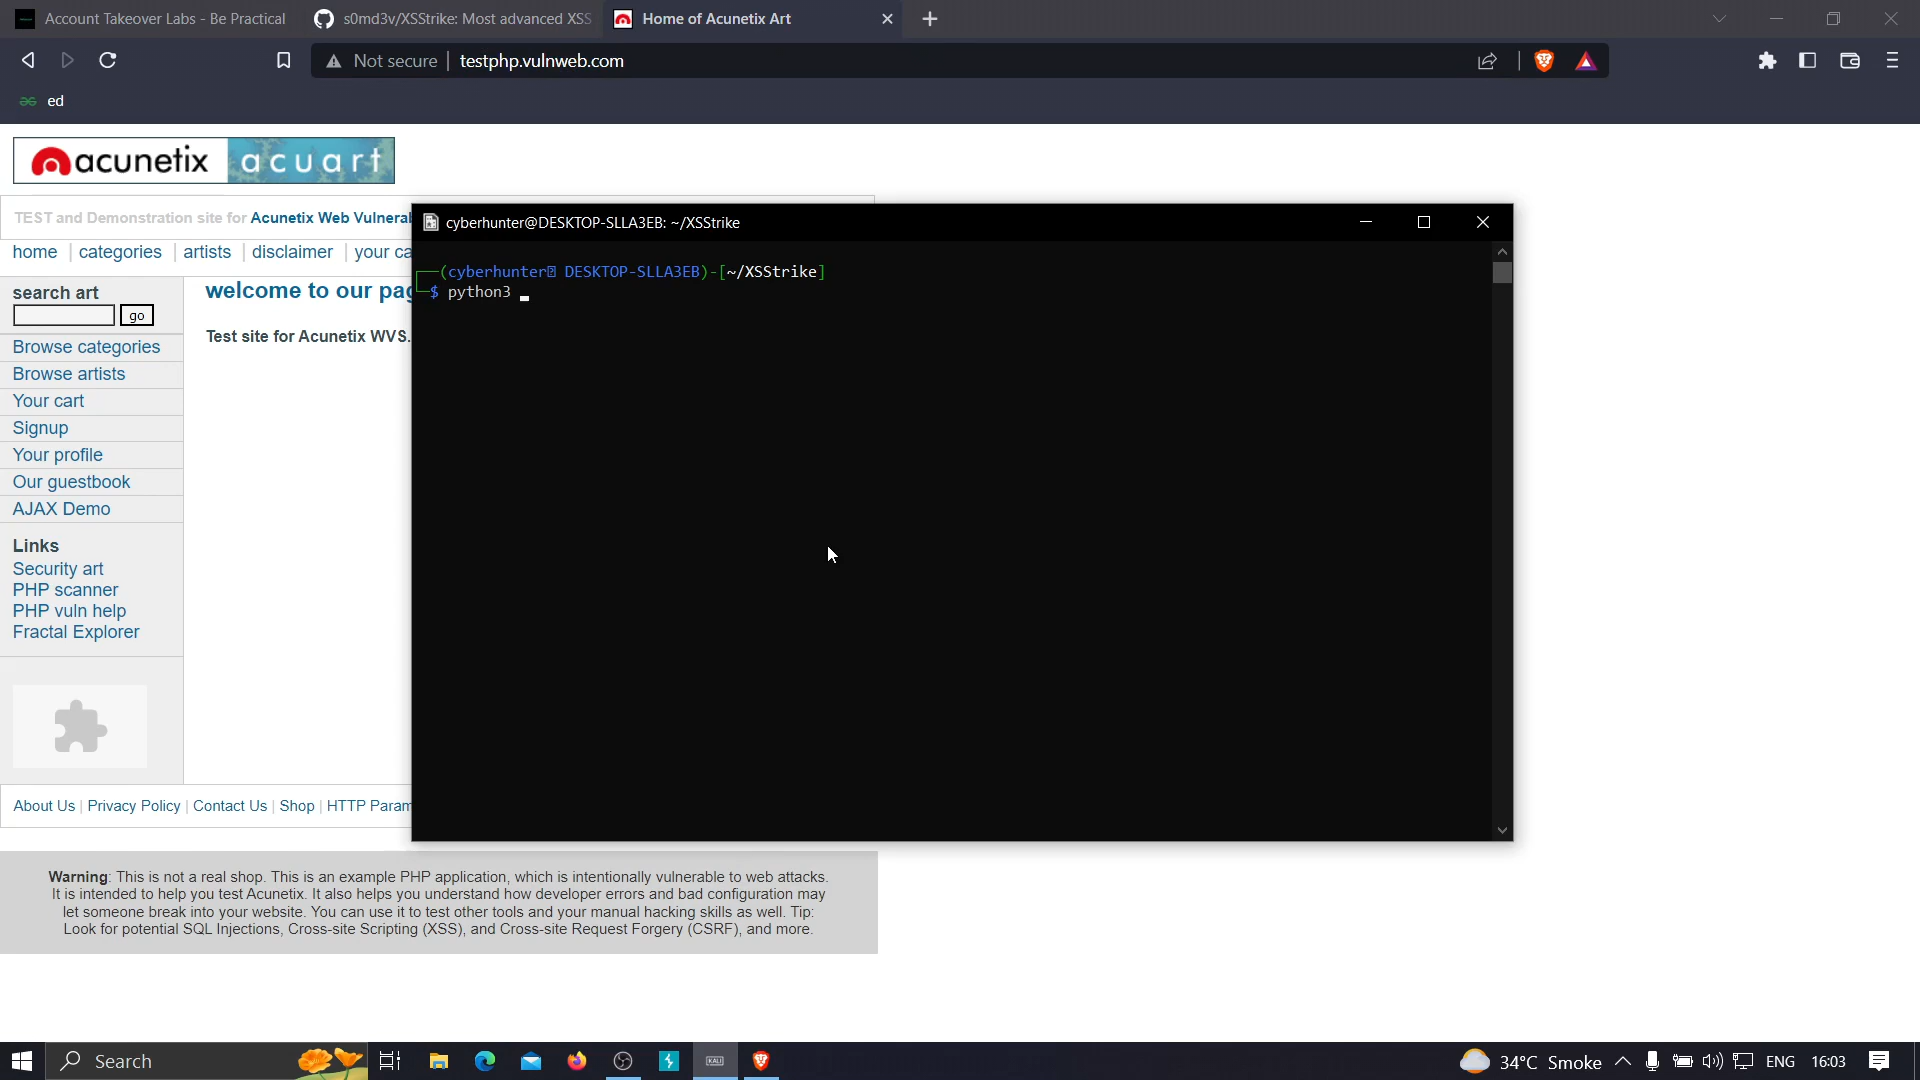 Account Takeover Labs - Be Practical
s0md3v/XSStrike: Most advanced XSS
Home of Acunetix Art
Not secure
testphp.vulnweb.com
ed
acunetix acuart
TEST and Demonstration site for Acunetix Web Vulnerab
home | categories | artists | disclaimer | your ca
search art
go
Browse categories
Browse artists
Your cart
Signup
Your profile
Our guestbook
AJAX Demo
Links
Security art
PHP scanner
PHP vuln help
Fractal Explorer
welcome to our pag
Test site for Acunetix WVS.
cyberhunter@DESKTOP-SLLA3EB: ~/XSStrike
(cyberhunter DESKTOP-SLLA3EB)-[~/XSStrike]
$ python3
About Us | Privacy Policy | Contact Us | Shop | HTTP Param
Warning: This is not a real shop. This is an example PHP application, which is intentionally vulnerable to web attacks.
It is intended to help you test Acunetix. It also helps you understand how developer errors and bad configuration may
let someone break into your website. You can use it to test other tools and your manual hacking skills as well. Tip:
Look for potential SQL Injections, Cross-site Scripting (XSS), and Cross-site Request Forgery (CSRF), and more.
Search
KALI
34°C Smoke
ENG
16:03